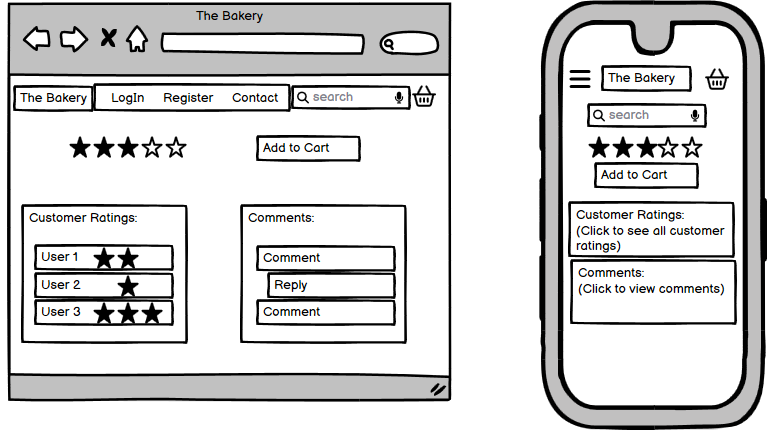 The Bakery
The Bakery LogIn Register Contact search
Add to Cart
Customer Ratings:
User 1
User 2
User 3
Comments:
Comment
Reply
Comment
The Bakery
search
Add to Cart
Customer Ratings:
(Click to see all customer
ratings)
Comments:
(Click to view comments)